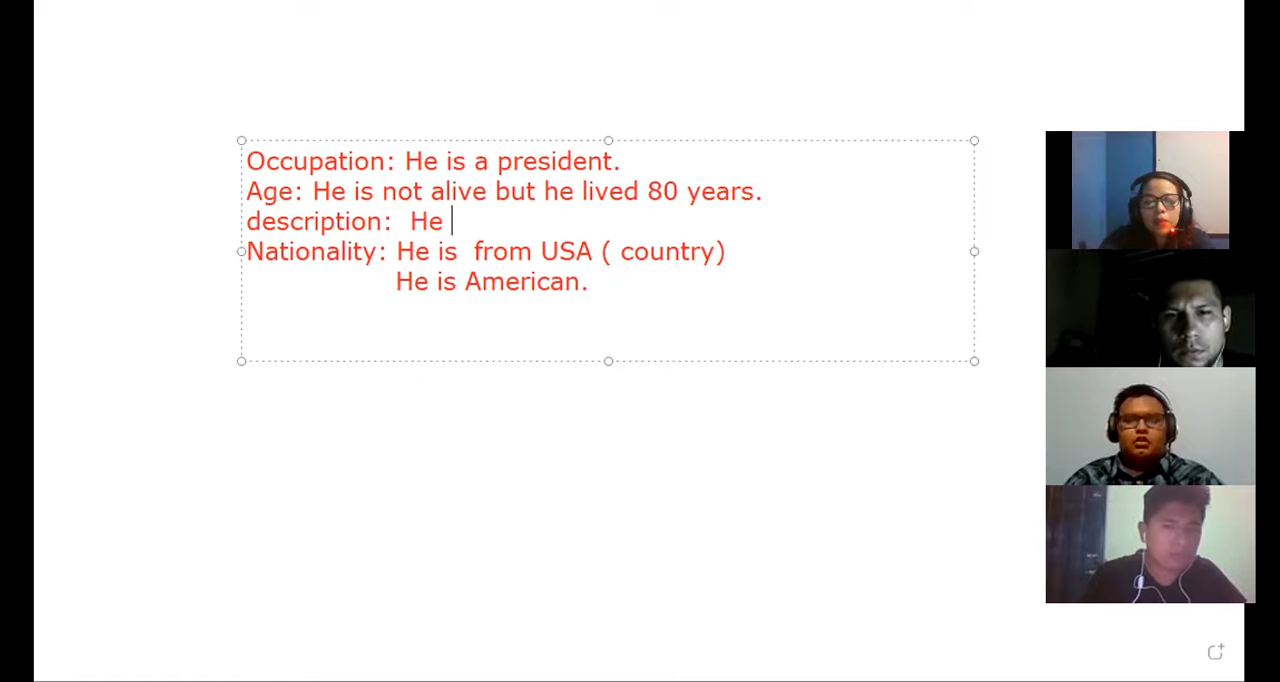 Occupation: He is a president.
Age: He is not alive but he lived 80 years.
description:  He
Nationality: He is  from USA ( country)
He is American.